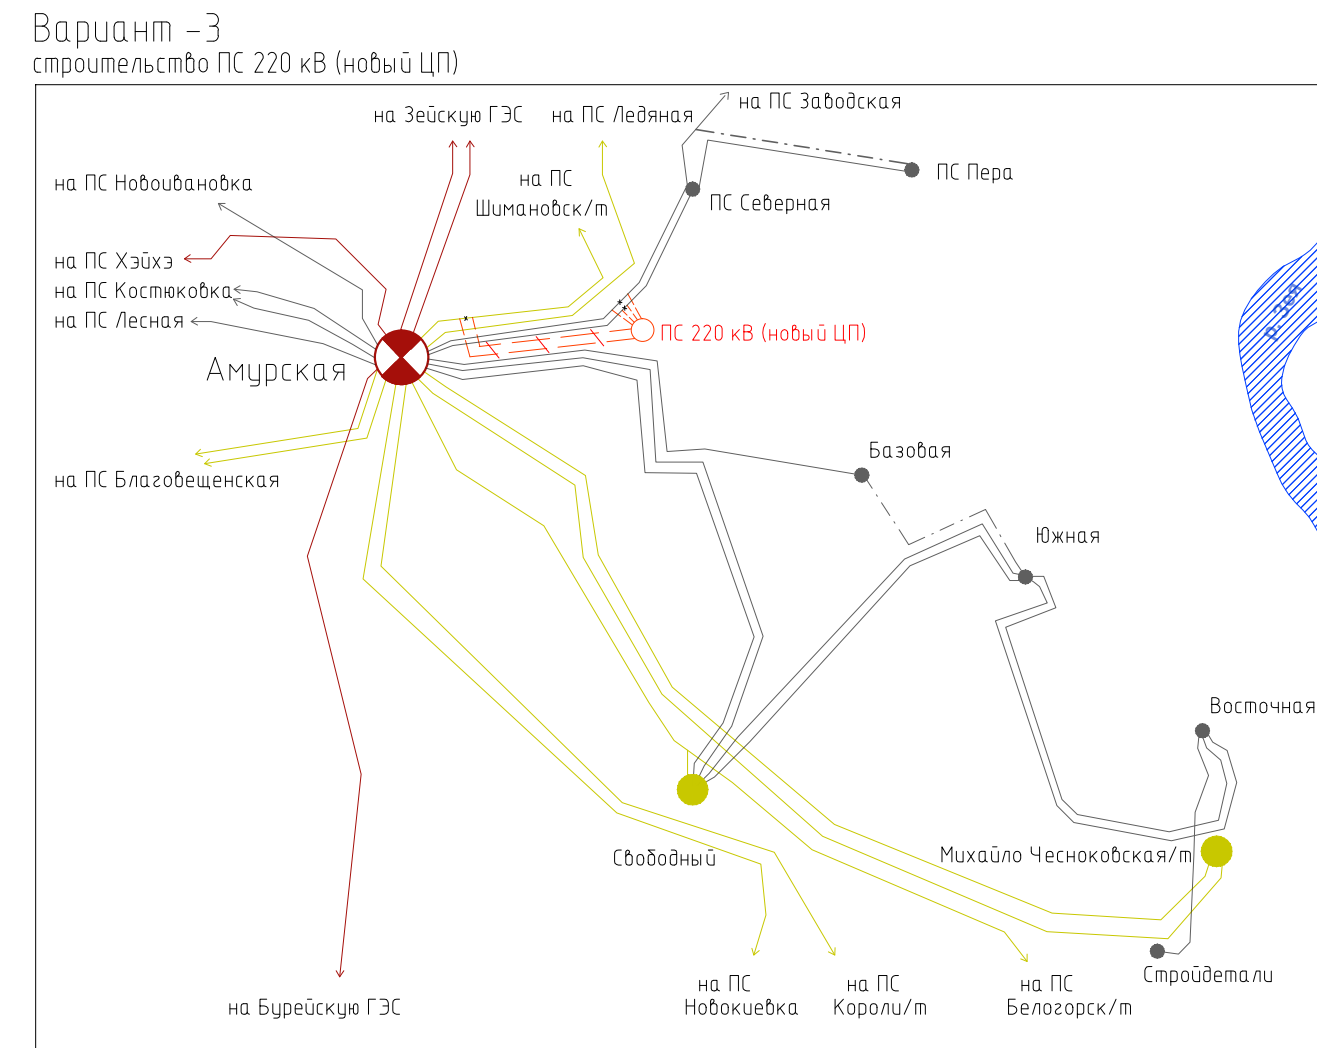 Вариант -3
строительство ПС 220 кВ (новый ЦП)
на Зейскую ГЭС
на ПС Ледяная
на ПС Заводская
на ПС Новоивановка
на ПС
Шимановск/т
ПС Пера
ПС Северная
на ПС Хэйхэ
на ПС Костюковка
на ПС Лесная
р. Зея
ПС 220 кВ (новый ЦП)
Амурская
Базовая
на ПС Благовещенская
Южная
Восточная
Свободный
Михайло Чесноковская/т
Стройдетали
на ПС
Новокиевка
на ПС
Короли/т
на ПС
Белогорск/т
на Бурейскую ГЭС